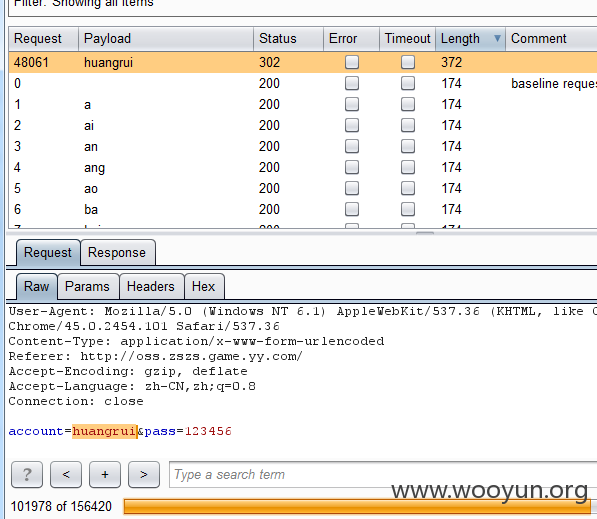 Filter: Showing all items
Request Payload Status Error Timeout Length Comment
48061 huangrui 302 372
0 200 174 baseline reque
1 a 200 174
2 ai 200 174
3 an 200 174
4 ang 200 174
5 ao 200 174
6 ba 200 174
Request Response
Raw Params Headers Hex
User-Agent: Mozilla/5.0 (Windows NT 6.1) AppleWebKit/537.36 (KHTML, like
Chrome/45.0.2454.101 Safari/537.36
Content-Type: application/x-www-form-urlencoded
Referer: http://oss.zszs.game.yy.com/
Accept-Encoding: gzip, deflate
Accept-Language: zh-CN,zh;q=0.8
Connection: close
account=huangrui&pass=123456
? < + > Type a search term
www.wooyun.org
101978 of 156420